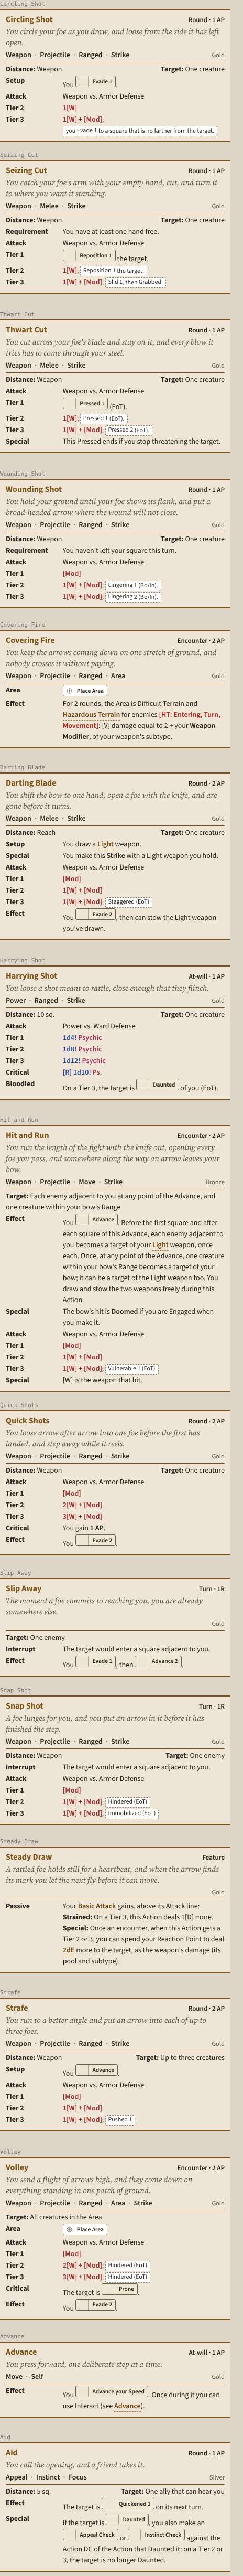 Circling Shot
Circling Shot Round · 1 AP
You circle your foe as you draw, and loose from the side it has left
open.
Weapon · Projectile · Ranged · Strike Gold
Distance: Weapon Target: One creature
Setup You Evade 1.
Attack Weapon vs. Armor Defense
Tier 2 1[W]
Tier 3 1[W] + [Mod];
you Evade 1 to a square that is no farther from the target.
Seizing Cut
Seizing Cut Round · 1 AP
You catch your foe's arm with your empty hand, cut, and turn it
to where you want it standing.
Weapon · Melee · Strike Gold
Distance: Weapon Target: One creature
Requirement You have at least one hand free.
Attack Weapon vs. Armor Defense
Tier 1 Reposition 1 the target.
Tier 2 1[W]; Reposition 1 the target.
Tier 3 1[W] + [Mod]; Slid 1, then Grabbed.
Thwart Cut
Thwart Cut Round · 1 AP
You cut across your foe's blade and stay on it, and every blow it
tries to come through your steel.
Weapon · Melee · Strike Gold
Distance: Weapon Target: One creature
Attack Weapon vs. Armor Defense
Tier 1 Pressed 1 (EoT).
Tier 2 1[W]; Pressed 1 (EoT).
Tier 3 1[W] + [Mod]; Pressed 2 (EoT).
Special This Pressed ends if you stop threatening the target.
Wounding Shot
Wounding Shot Round · 1 AP
You hold your ground until your foe shows its flank, and put a
broad-headed arrow where the wound will not close.
Weapon · Projectile · Ranged · Strike Gold
Distance: Weapon Target: One creature
Requirement You haven't left your square this turn.
Attack Weapon vs. Armor Defense
Tier 1 [Mod]
Tier 2 1[W] + [Mod]; Lingering 1 (Bo/In).
Tier 3 1[W] + [Mod]; Lingering 2 (Bo/In).
Covering Fire
Covering Fire Encounter · 2 AP
You keep the arrows coming down on one stretch of ground, and
nobody crosses it without paying.
Weapon · Projectile · Ranged · Area Gold
Area Place Area
Effect For 2 rounds, the Area is Difficult Terrain and
Hazardous Terrain for enemies [HT: Entering, Turn,
Movement]: [V] damage equal to 2 + your Weapon
Modifier, of your weapon's subtype.
Darting Blade
Darting Blade Round · 2 AP
You shift the bow to one hand, open a foe with the knife, and are
gone before it turns.
Weapon · Melee · Strike Gold
Distance: Reach Target: One creature
Setup You draw a Light weapon.
Special You make this Strike with a Light weapon you hold.
Attack Weapon vs. Armor Defense
Tier 1 [Mod]
Tier 2 1[W] + [Mod]
Tier 3 1[W] + [Mod]; Staggered (EoT)
Effect You Evade 2, then can stow the Light weapon
you've drawn.
Harrying Shot
Harrying Shot At-will · 1 AP
You loose a shot meant to rattle, close enough that they flinch.
Power · Ranged · Strike Gold
Distance: 10 sq. Target: One creature
Attack Power vs. Ward Defense
Tier 1 1d4! Psychic
Tier 2 1d8! Psychic
Tier 3 1d12! Psychic
Critical [R] 1d10! Ps.
Bloodied On a Tier 3, the target is Daunted of you (EoT).
Hit and Run
Hit and Run Encounter · 2 AP
You run the length of the fight with the knife out, opening every
foe you pass, and somewhere along the way an arrow leaves your
bow.
Weapon · Projectile · Ranged · Move · Strike Bronze
Target: Each enemy adjacent to you at any point of the Advance, and
one creature within your bow's Range
Effect You Advance. Before the first square and after
each square of this Advance, each enemy adjacent to
you becomes a target of your Light weapon, once
each. Once, at any point of the Advance, one creature
within your bow's Range becomes a target of your
bow; it can be a target of the Light weapon too. You
draw and stow the two weapons freely during this
Action.
Special The bow's hit is Doomed if you are Engaged when
you make it.
Attack Weapon vs. Armor Defense
Tier 1 [Mod]
Tier 2 1[W] + [Mod]
Tier 3 1[W] + [Mod]; Vulnerable 1 (EoT)
Special [W] is the weapon that hit.
Quick Shots
Quick Shots Round · 2 AP
You loose arrow after arrow into one foe before the first has
landed, and step away while it reels.
Weapon · Projectile · Ranged · Strike Gold
Distance: Weapon Target: One creature
Attack Weapon vs. Armor Defense
Tier 1 [Mod]
Tier 2 2[W] + [Mod]
Tier 3 3[W] + [Mod]
Critical You gain 1 AP.
Effect You Evade 2.
Slip Away
Slip Away Turn · 1R
The moment a foe commits to reaching you, you are already
somewhere else.
Gold
Target: One enemy
Interrupt The target would enter a square adjacent to you.
Effect You Evade 1, then Advance 2.
Snap Shot
Snap Shot Turn · 1R
A foe lunges for you, and you put an arrow in it before it has
finished the step.
Weapon · Projectile · Ranged · Strike Gold
Distance: Weapon Target: One enemy
Interrupt The target would enter a square adjacent to you.
Attack Weapon vs. Armor Defense
Tier 1 [Mod]
Tier 2 1[W] + [Mod]; Hindered (EoT)
Tier 3 1[W] + [Mod]; Immobilized (EoT)
Steady Draw
Steady Draw Feature
A rattled foe holds still for a heartbeat, and when the arrow finds
its mark you let the next fly before it can move.
Gold
Passive Your Basic Attack gains, above its Attack line:
Strained: On a Tier 3, this Action deals 1[D] more.
Special: Once an encounter, when this Action gets a
Tier 2 or 3, you can spend your Reaction Point to deal
2dE more to the target, as the weapon's damage (its
pool and subtype).
Strafe
Strafe Round · 2 AP
You run to a better angle and put an arrow into each of up to
three foes.
Weapon · Projectile · Ranged · Strike Gold
Distance: Weapon Target: Up to three creatures
Setup You Advance.
Attack Weapon vs. Armor Defense
Tier 1 [Mod]
Tier 2 1[W] + [Mod]
Tier 3 1[W] + [Mod]; Pushed 1
Volley
Volley Encounter · 2 AP
You send a flight of arrows high, and they come down on
everything standing in one patch of ground.
Weapon · Projectile · Ranged · Area · Strike Gold
Target: All creatures in the Area
Area Place Area
Attack Weapon vs. Armor Defense
Tier 1 [Mod]
Tier 2 2[W] + [Mod]; Hindered (EoT)
Tier 3 3[W] + [Mod]; Hindered (EoT)
Critical The target is Prone.
Effect You Evade 2.
Advance
Advance At-will · 1 AP
You press forward, one deliberate step at a time.
Move · Self Gold
Effect You Advance your Speed. Once during it you can
use Interact (see Advance).
Aid
Aid Round · 1 AP
You call the opening, and a friend takes it.
Appeal · Instinct · Focus Silver
Distance: 5 sq. Target: One ally that can hear you
Effect The target is Quickened 1 on its next turn.
Special If the target is Daunted, you also make an
Appeal Check or Instinct Check against the
Action DC of the Action that Daunted it: on a Tier 2 or
3, the target is no longer Daunted.